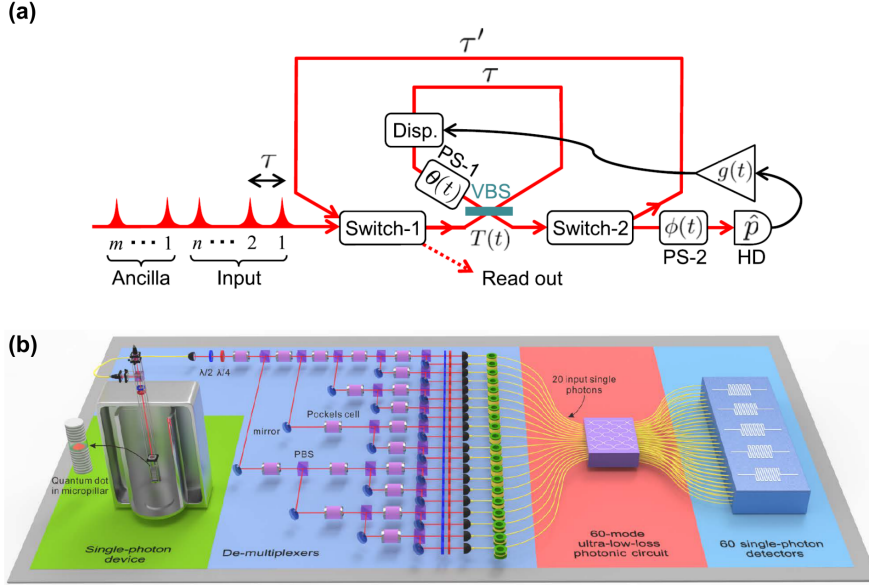 (a)
τ′
τ
Disp.
PS-1
g(t)
θ(t)
VBS
τ
Switch-1
T(t)
Switch-2
ϕ(t)
p̂
m ··· 1 n ··· 2 1
PS-2
HD
Ancilla
Input
Read out
(b)
λ/2 λ/4
20 input single
photons
Pockels cell
mirror
PBS
Quantum dot
in micropillar
Single-photon
device
De-multiplexers
60-mode
ultra-low-loss
photonic circuit
60 single-photon
detectors